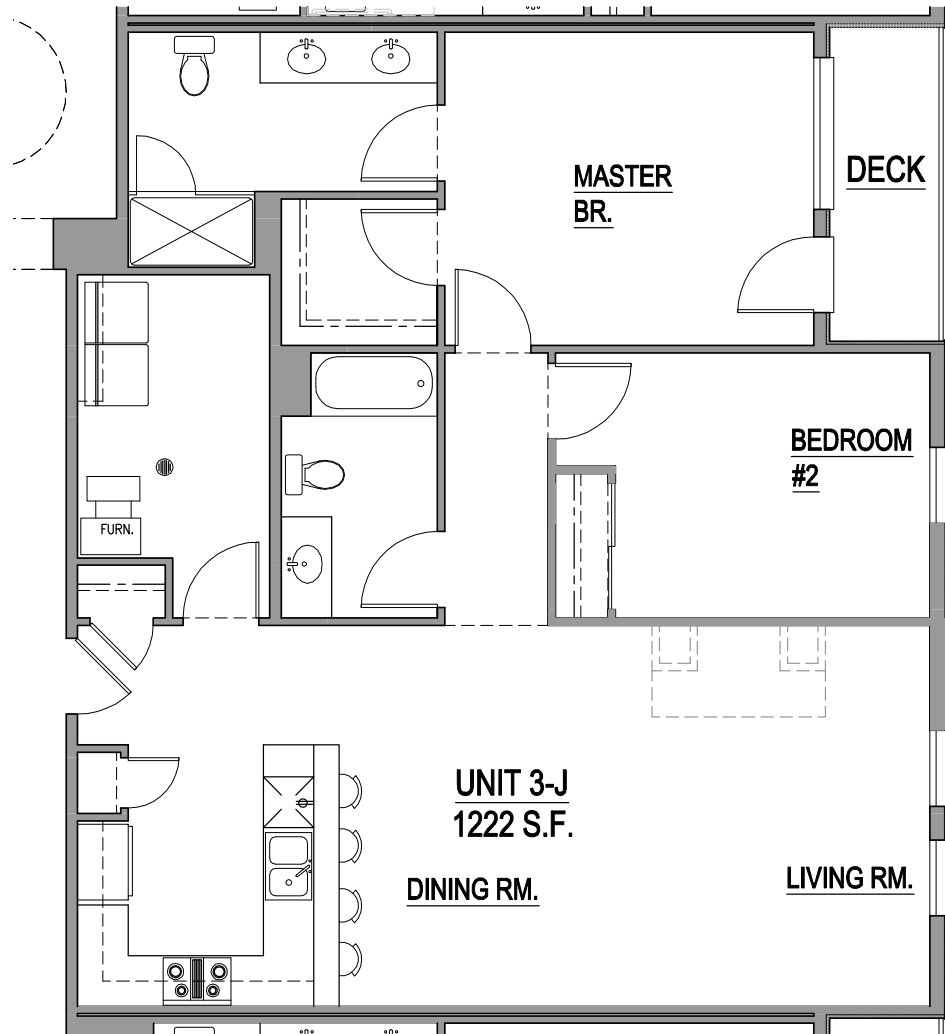 MASTER
BR.
DECK
BEDROOM
#2
FURN.
UNIT 3-J
1222 S.F.
DINING RM.
LIVING RM.